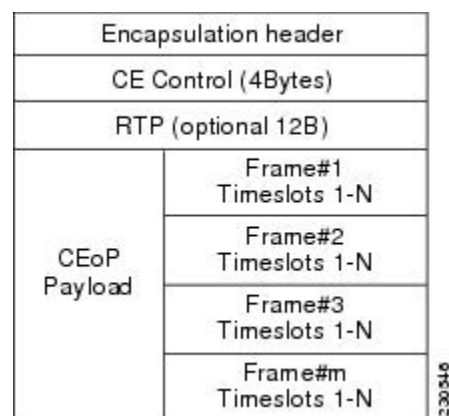 Encapsulation header
CE Control (4Bytes)
RTP (optional 12B)
CEoP
Payload
Frame#1
Timeslots 1-N
Frame#2
Timeslots 1-N
Frame#3
Timeslots 1-N
Frame#m
Timeslots 1-N
230546